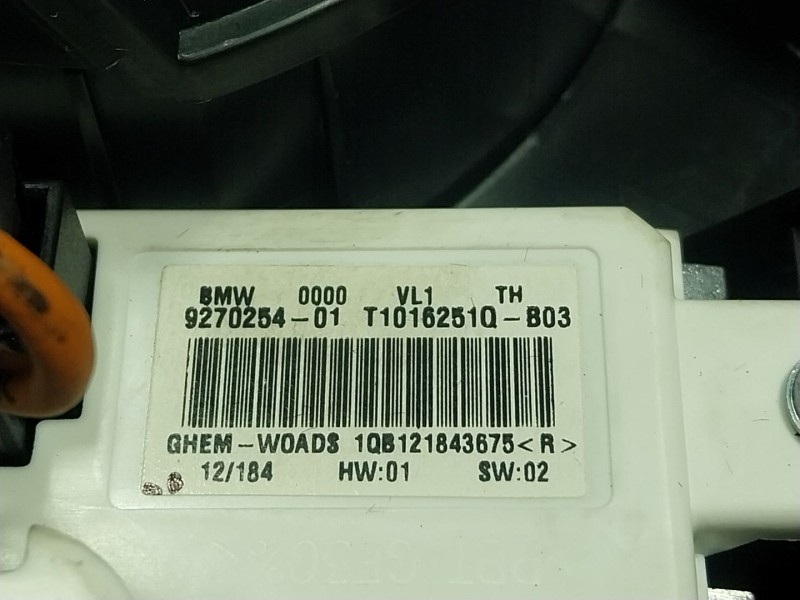 BMW 0000 VL1 TH
9270254-01 T1016251Q-B03
GHEM-WOADS 1QB121843675<R>
12/184 HW:01 SW:02